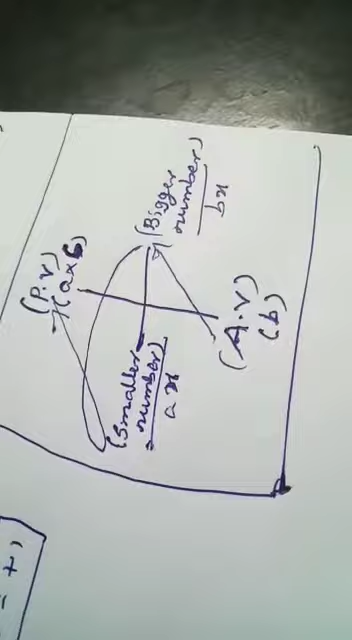 (P.V)
(a×c)
(Smaller
number)
ax
(Bigger
number)
bx
(A.V)
(b)
= +,